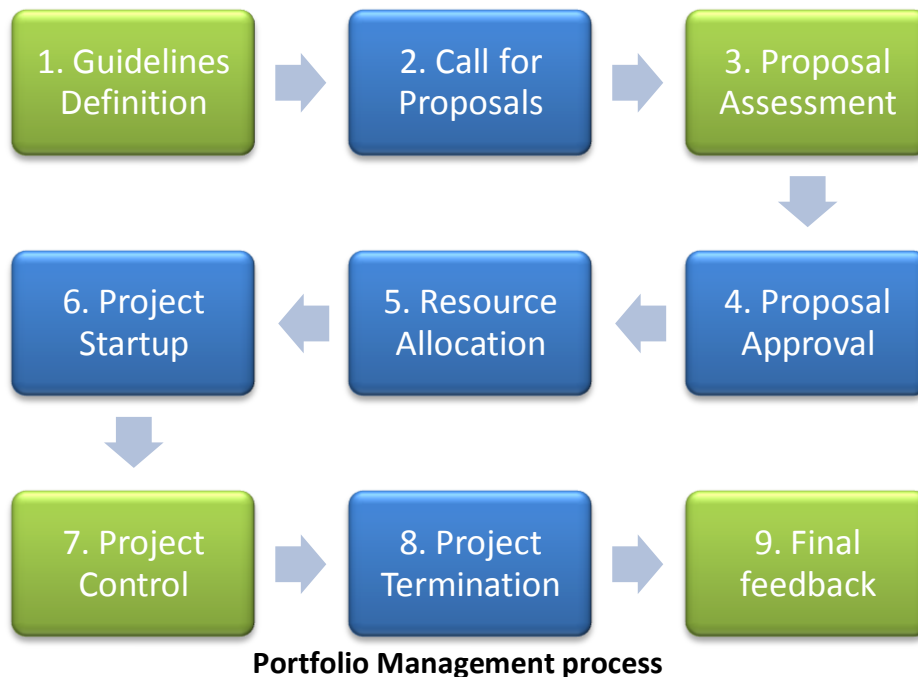 1. Guidelines
Definition
2. Call for
Proposals
3. Proposal
Assessment
4. Proposal
Approval
5. Resource
Allocation
6. Project
Startup
7. Project
Control
8. Project
Termination
9. Final
feedback
Portfolio Management process